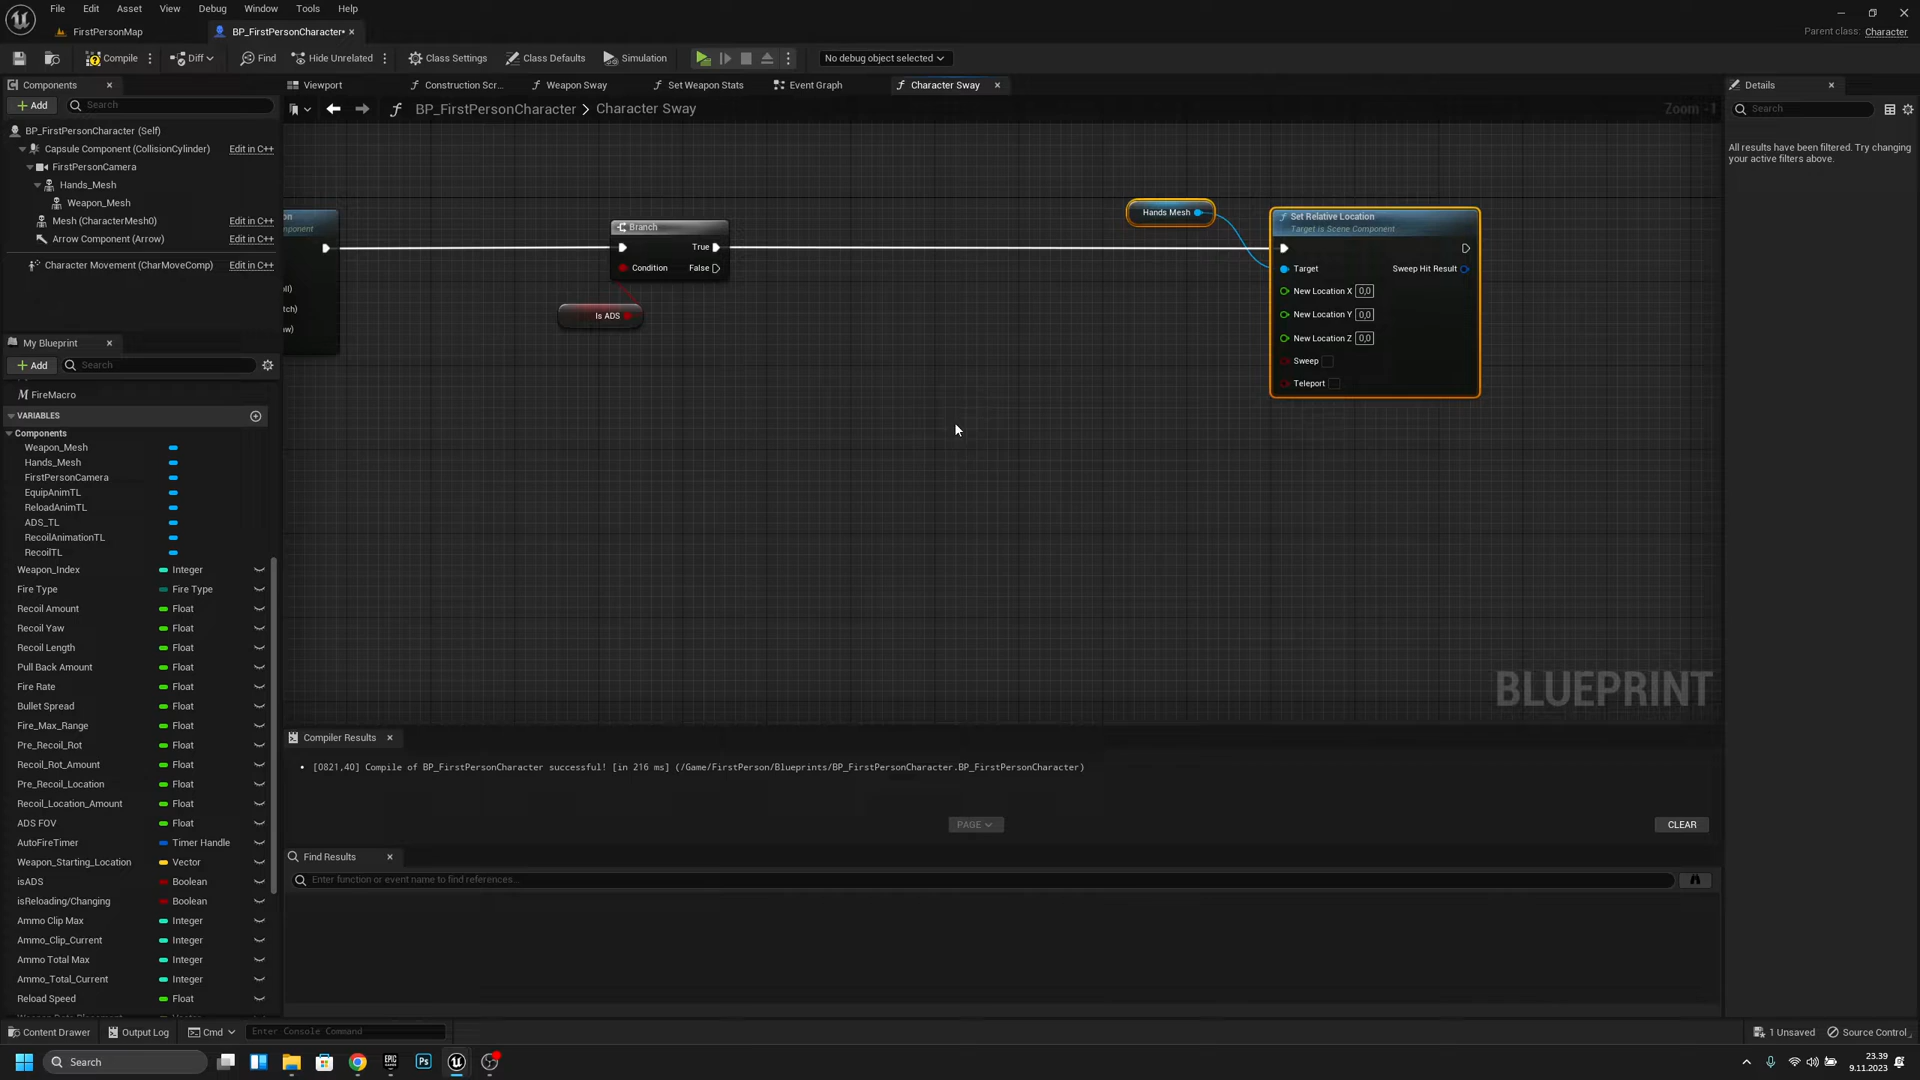 File Edit Asset View Debug Window Tools Help
FirstPersonMap
BP_FirstPersonCharacter*
Parent class: Character
Compile
Diff
Find
Hide Unrelated
Class Settings
Class Defaults
Simulation
No debug object selected
Components
Viewport
Construction Scr...
Weapon Sway
Set Weapon Stats
Event Graph
Character Sway
Details
Add
Search
BP_FirstPersonCharacter > Character Sway
Zoom -1
Search
BP_FirstPersonCharacter (Self)
Capsule Component (CollisionCylinder) Edit in C++
FirstPersonCamera
Hands_Mesh
Weapon_Mesh
Mesh (CharacterMesh0) Edit in C++
Arrow Component (Arrow) Edit in C++
Character Movement (CharMoveComp) Edit in C++
All results have been filtered. Try changing
your active filters above.
on
omponent
ll)
tch)
aw)
Branch
True
Condition False
Is ADS
Hands Mesh
Set Relative Location
Target is Scene Component
Target Sweep Hit Result
New Location X 0,0
New Location Y 0,0
New Location Z 0,0
Sweep
Teleport
BLUEPRINT
My Blueprint
Add
Search
FireMacro
VARIABLES
Components
Weapon_Mesh
Hands_Mesh
FirstPersonCamera
EquipAnimTL
ReloadAnimTL
ADS_TL
RecoilAnimationTL
RecoilTL
Weapon_Index Integer
Fire Type Fire Type
Recoil Amount Float
Recoil Yaw Float
Recoil Length Float
Pull Back Amount Float
Fire Rate Float
Bullet Spread Float
Fire_Max_Range Float
Pre_Recoil_Rot Float
Recoil_Rot_Amount Float
Pre_Recoil_Location Float
Recoil_Location_Amount Float
ADS FOV Float
AutoFireTimer Timer Handle
Weapon_Starting_Location Vector
isADS Boolean
isReloading/Changing Boolean
Ammo Clip Max Integer
Ammo_Clip_Current Integer
Ammo Total Max Integer
Ammo_Total_Current Integer
Reload Speed Float
Compiler Results
[0821,40] Compile of BP_FirstPersonCharacter successful! [in 216 ms] (/Game/FirstPerson/Blueprints/BP_FirstPersonCharacter.BP_FirstPersonCharacter)
PAGE
CLEAR
Find Results
Enter function or event name to find references...
Content Drawer
Output Log
Cmd
Enter Console Command
1 Unsaved
Source Control
Search
EPIC
Ps
23.39
9.11.2023